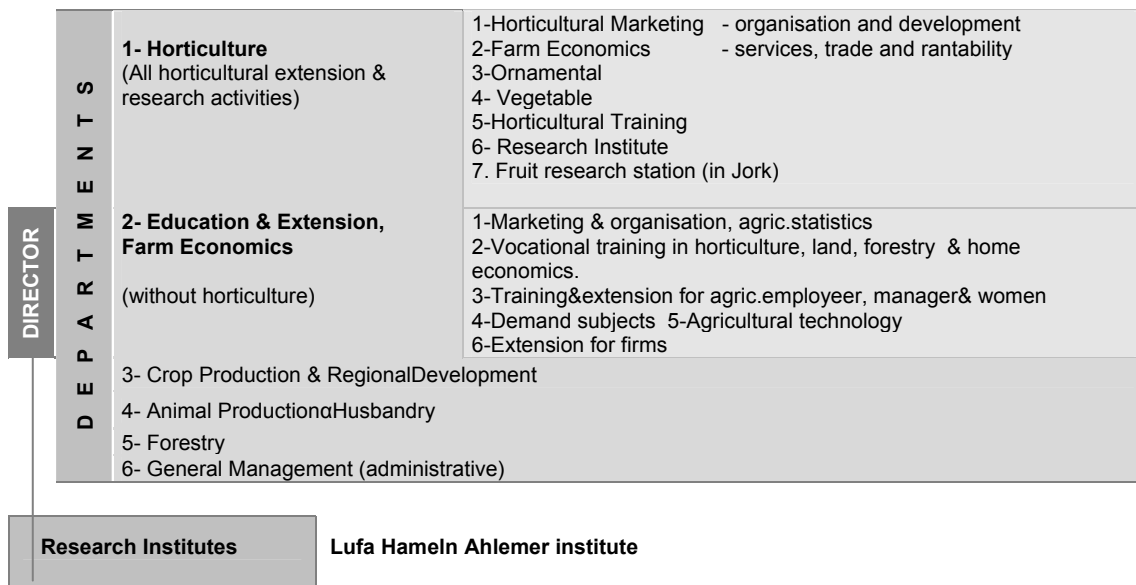 DIRECTOR
DEPARTMENTS
1- Horticulture
(All horticultural extension &
research activities)
1-Horticultural Marketing - organisation and development
2-Farm Economics - services, trade and rantability
3-Ornamental
4- Vegetable
5-Horticultural Training
6- Research Institute
7. Fruit research station (in Jork)
2- Education & Extension,
Farm Economics
(without horticulture)
1-Marketing & organisation, agric.statistics
2-Vocational training in horticulture, land, forestry & home
economics.
3-Training&extension for agric.employeer, manager& women
4-Demand subjects 5-Agricultural technology
6-Extension for firms
3- Crop Production & RegionalDevelopment
4- Animal ProductionαHusbandry
5- Forestry
6- General Management (administrative)
Research Institutes
Lufa Hameln Ahlemer institute